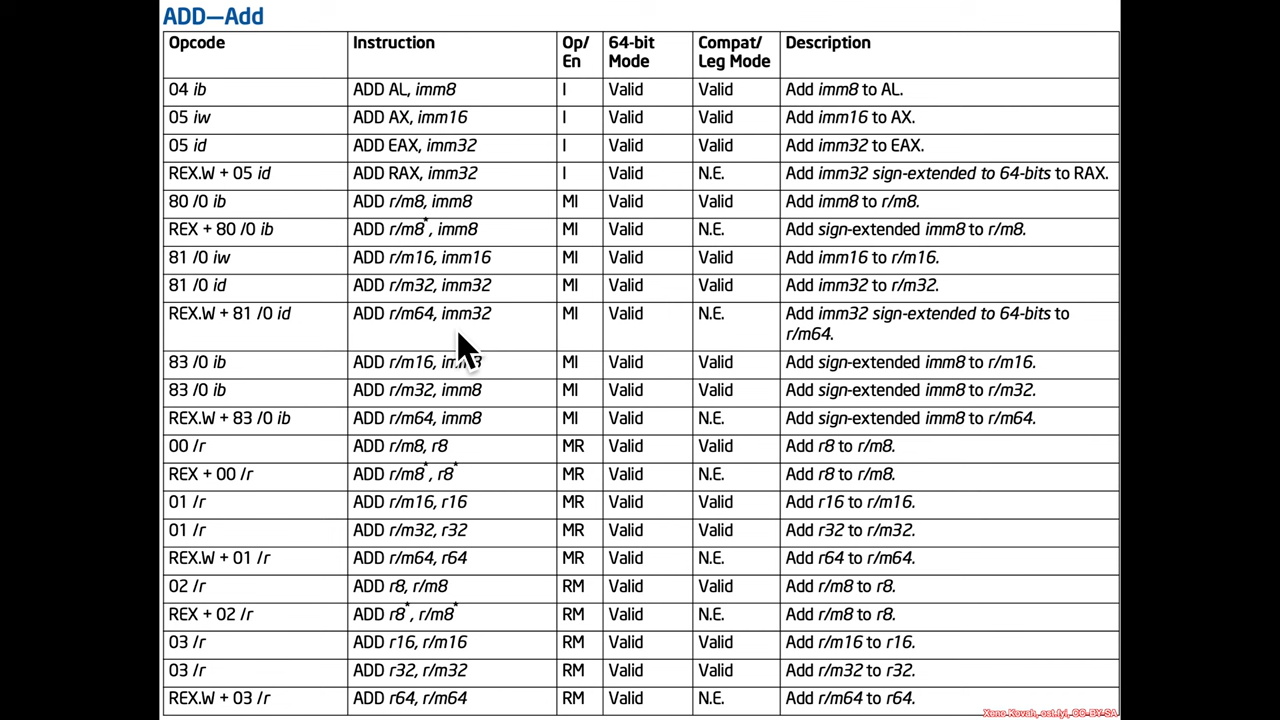 ADD—Add
Opcode Instruction Op/ 64-bit Compat/ Description
En Mode Leg Mode
04 ib ADD AL, imm8 I Valid Valid Add imm8 to AL.
05 iw ADD AX, imm16 I Valid Valid Add imm16 to AX.
05 id ADD EAX, imm32 I Valid Valid Add imm32 to EAX.
REX.W + 05 id ADD RAX, imm32 I Valid N.E. Add imm32 sign-extended to 64-bits to RAX.
80 /0 ib ADD r/m8, imm8 MI Valid Valid Add imm8 to r/m8.
REX + 80 /0 ib ADD r/m8*, imm8 MI Valid N.E. Add sign-extended imm8 to r/m8.
81 /0 iw ADD r/m16, imm16 MI Valid Valid Add imm16 to r/m16.
81 /0 id ADD r/m32, imm32 MI Valid Valid Add imm32 to r/m32.
REX.W + 81 /0 id ADD r/m64, imm32 MI Valid N.E. Add imm32 sign-extended to 64-bits to
r/m64.
83 /0 ib ADD r/m16, imm8 MI Valid Valid Add sign-extended imm8 to r/m16.
83 /0 ib ADD r/m32, imm8 MI Valid Valid Add sign-extended imm8 to r/m32.
REX.W + 83 /0 ib ADD r/m64, imm8 MI Valid N.E. Add sign-extended imm8 to r/m64.
00 /r ADD r/m8, r8 MR Valid Valid Add r8 to r/m8.
REX + 00 /r ADD r/m8*, r8* MR Valid N.E. Add r8 to r/m8.
01 /r ADD r/m16, r16 MR Valid Valid Add r16 to r/m16.
01 /r ADD r/m32, r32 MR Valid Valid Add r32 to r/m32.
REX.W + 01 /r ADD r/m64, r64 MR Valid N.E. Add r64 to r/m64.
02 /r ADD r8, r/m8 RM Valid Valid Add r/m8 to r8.
REX + 02 /r ADD r8*, r/m8* RM Valid N.E. Add r/m8 to r8.
03 /r ADD r16, r/m16 RM Valid Valid Add r/m16 to r16.
03 /r ADD r32, r/m32 RM Valid Valid Add r/m32 to r32.
REX.W + 03 /r ADD r64, r/m64 RM Valid N.E. Add r/m64 to r64.
Xeno Kovah, ost.fyi, CC-BY-SA